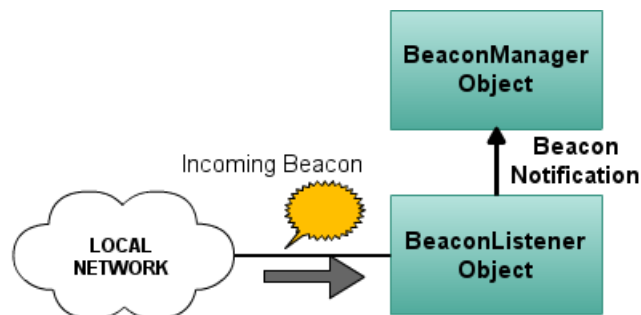 BeaconManager
Object
Beacon
Notification
Incoming Beacon
LOCAL
NETWORK
BeaconListener
Object